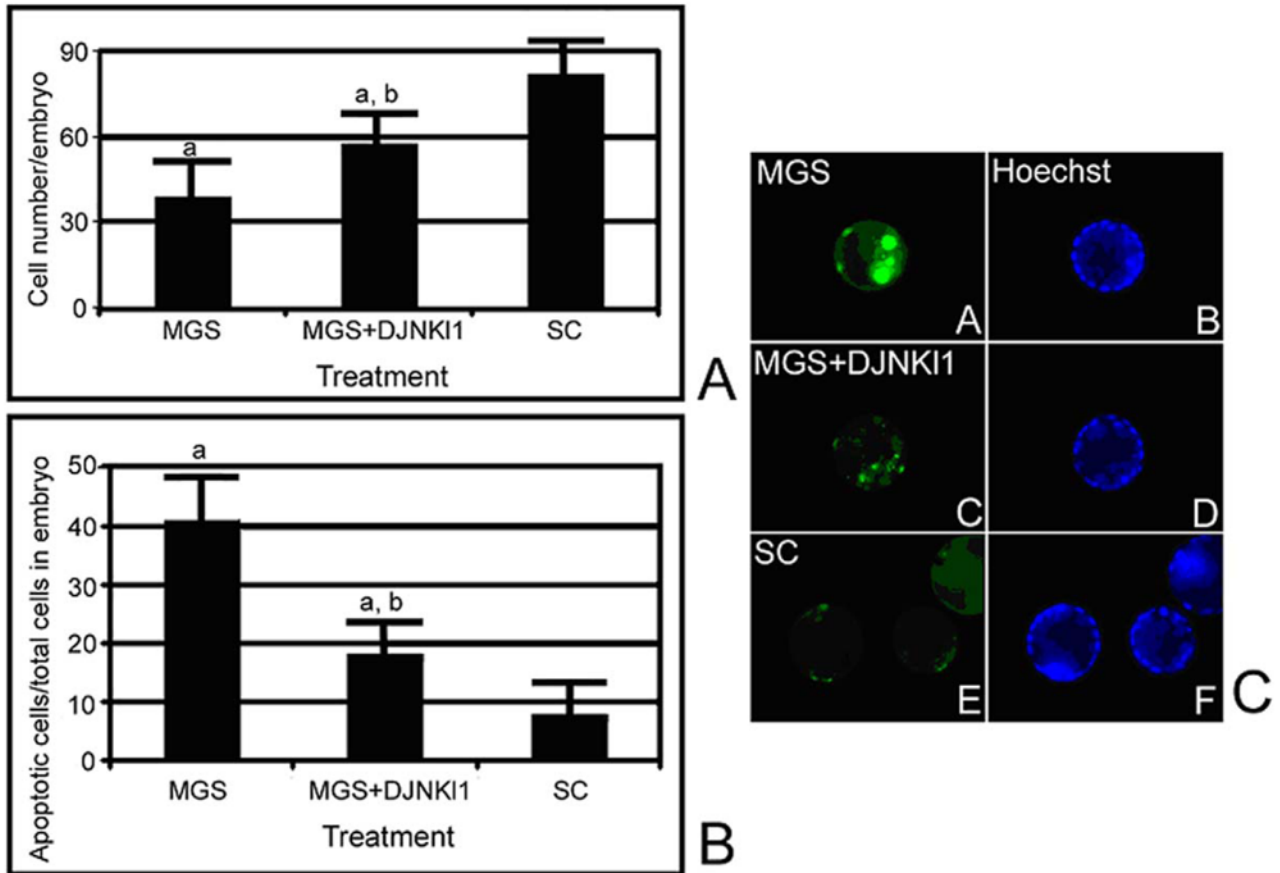 90
60
30
0
Cell number/embryo
a
a, b
MGS
MGS+DJNKI1
SC
Treatment
A
50
40
30
20
10
0
Apoptotic cells/total cells in embryo
a
a, b
MGS
MGS+DJNKI1
SC
Treatment
B
MGS
Hoechst
A
B
MGS+DJNKI1
C
D
SC
E
F
C